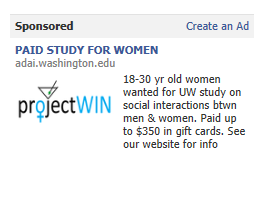 Sponsored Create an Ad
PAID STUDY FOR WOMEN
adai.washington.edu
projectWIN
18-30 yr old women
wanted for UW study on
social interactions btwn
men & women. Paid up
to $350 in gift cards. See
our website for info